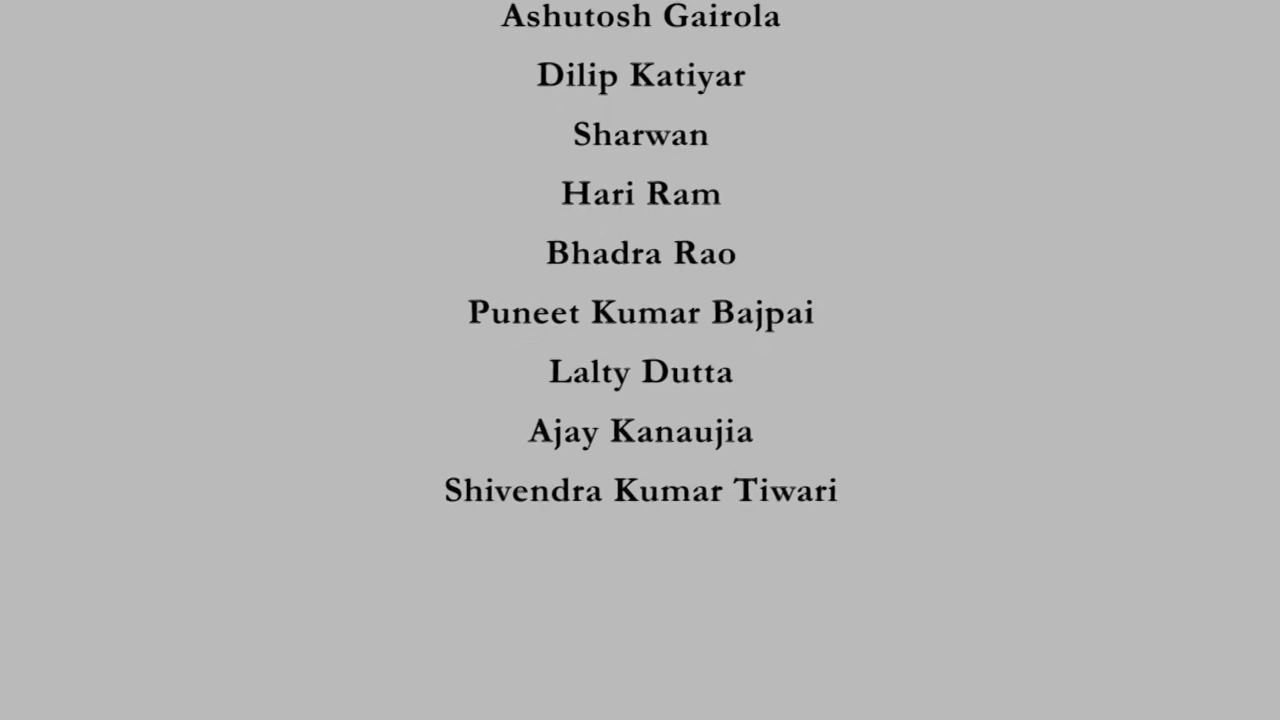 Ashutosh Gairola
Dilip Katiyar
Sharwan
Hari Ram
Bhadra Rao
Puneet Kumar Bajpai
Lalty Dutta
Ajay Kanaujia
Shivendra Kumar Tiwari